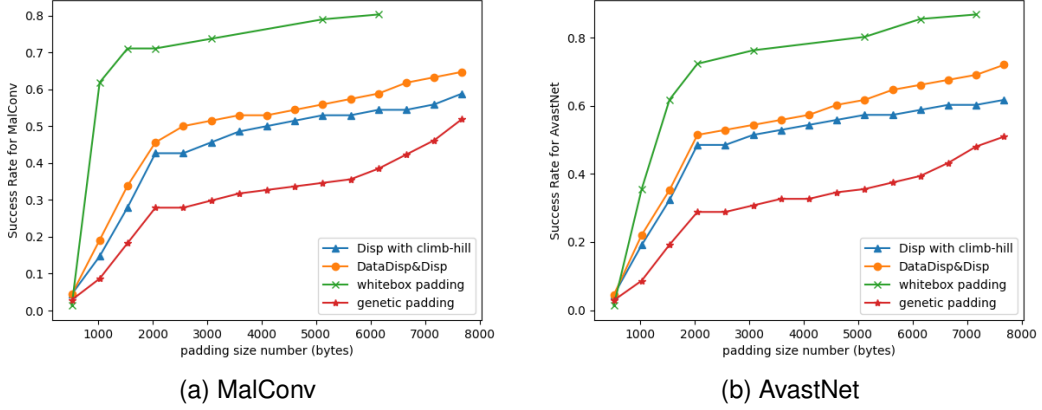 Success Rate for MalConv
0.8
0.7
0.6
0.5
0.4
0.3
0.2
0.1
0.0
Disp with climb-hill
DataDisp&Disp
whitebox padding
genetic padding
1000 2000 3000 4000 5000 6000 7000 8000
padding size number (bytes)
(a) MalConv
Success Rate for AvastNet
0.8
0.6
0.4
0.2
0.0
Disp with climb-hill
DataDisp&Disp
whitebox padding
genetic padding
1000 2000 3000 4000 5000 6000 7000 8000
padding size number (bytes)
(b) AvastNet